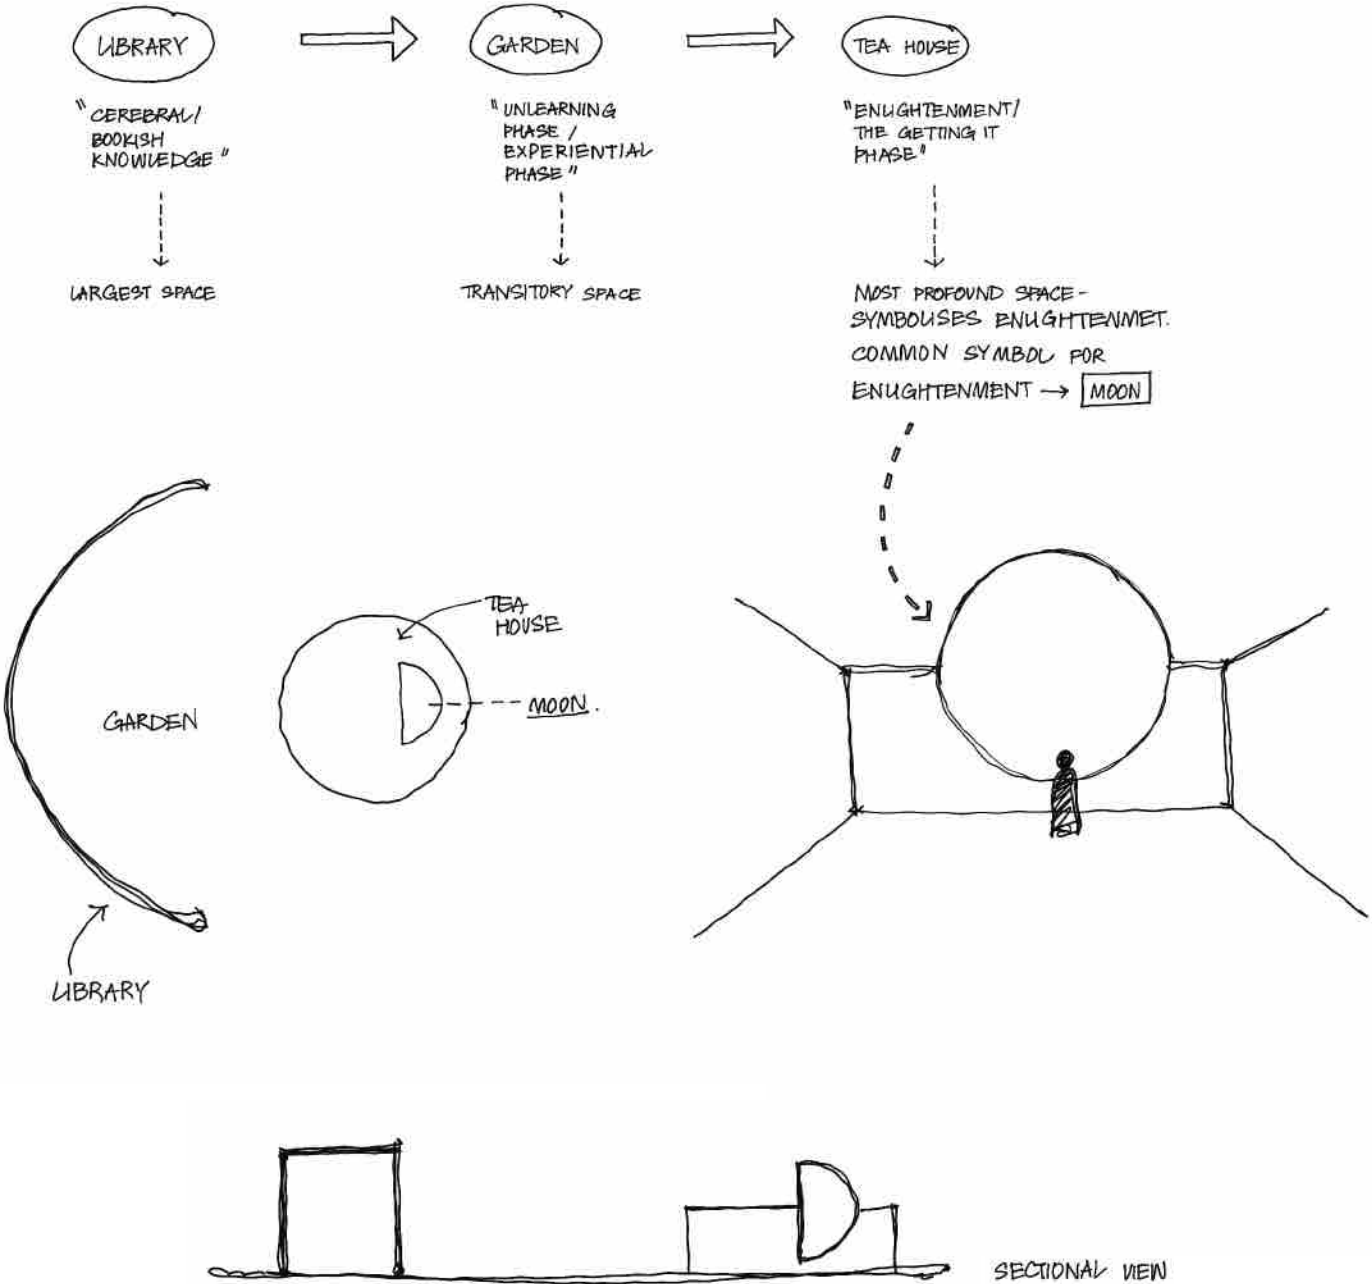 LIBRARY
"CEREBRAL/
BOOKISH
KNOWLEDGE"
LARGEST SPACE
GARDEN
"UNLEARNING
PHASE /
EXPERIENTIAL
PHASE"
TRANSITORY SPACE
TEA HOUSE
"ENLIGHTENMENT/
THE GETTING IT
PHASE"
MOST PROFOUND SPACE-
SYMBOLISES ENLIGHTENMET.
COMMON SYMBOL FOR
ENLIGHTENMENT → MOON
TEA
HOUSE
MOON.
GARDEN
LIBRARY
SECTIONAL VIEW